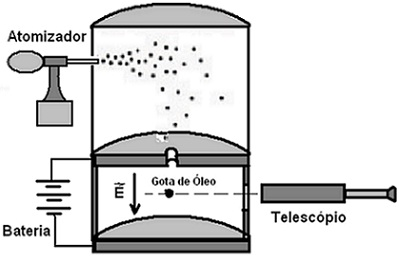 Atomizador
Gota de Óleo
Bateria
Telescópio